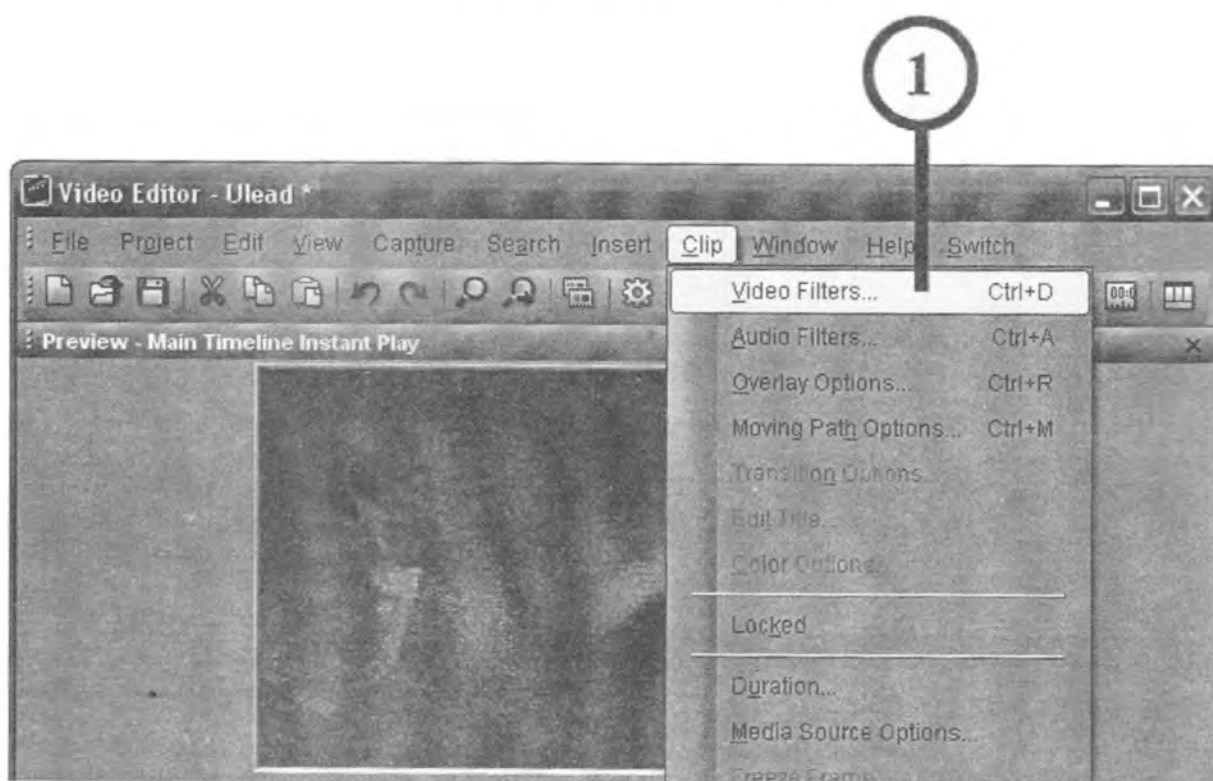 1
Video Editor - Ulead *
File Project Edit View Capture Search Insert Clip Window Help Switch
Preview - Main Timeline Instant Play
Video Filters... Ctrl+D
Audio Filters... Ctrl+A
Overlay Options... Ctrl+R
Moving Path Options... Ctrl+M
Transition Options...
Edit Title...
Color Options...
Locked
Duration...
Media Source Options...
Freeze Frame